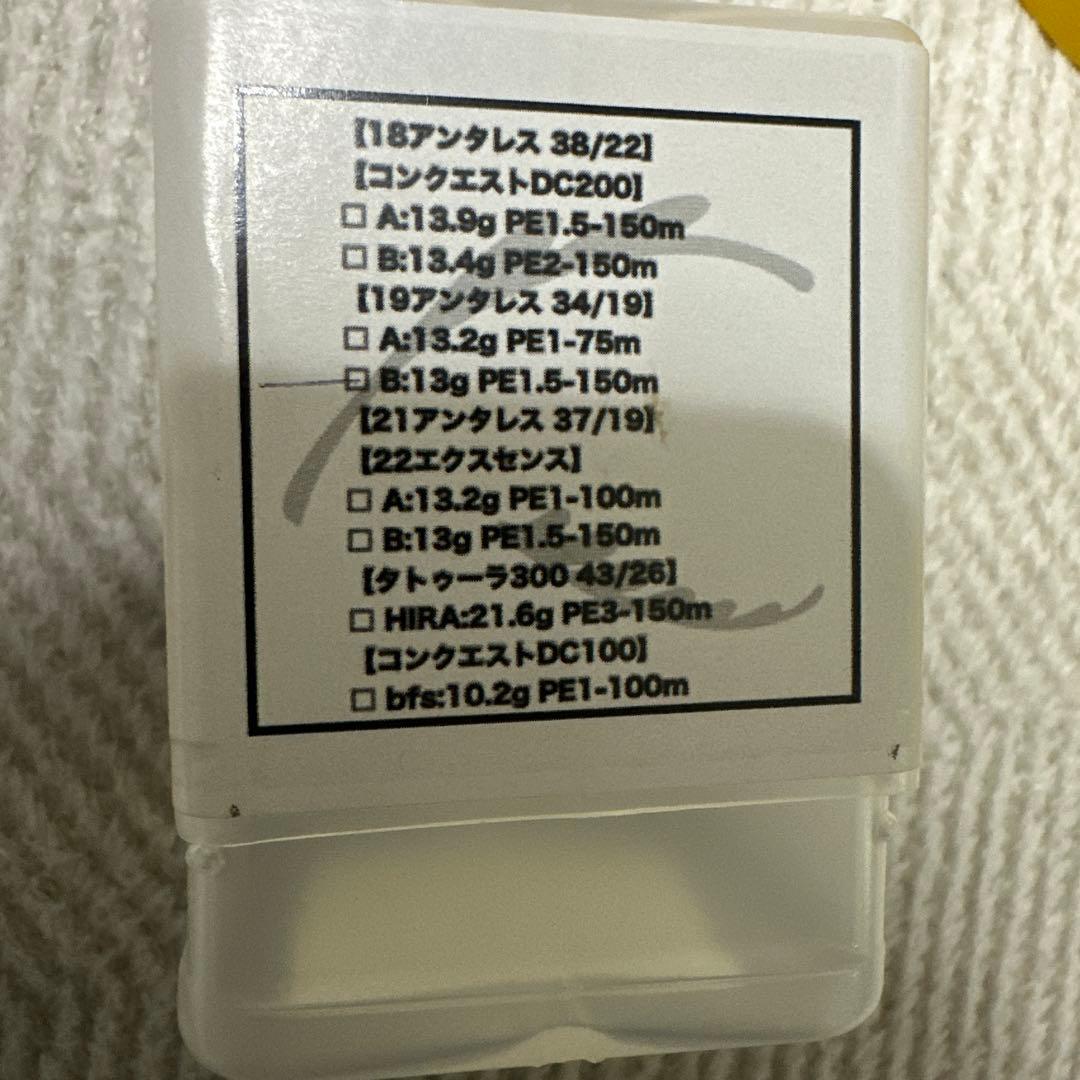 【18アンタレス 38/22】
【コンクエストDC200】
□ A:13.9g PE1.5-150m
□ B:13.4g PE2-150m
【19アンタレス 34/19】
□ A:13.2g PE1-75m
□ B:13g PE1.5-150m
【21アンタレス 37/19】
【22エクスセンス】
□ A:13.2g PE1-100m
□ B:13g PE1.5-150m
【タトゥーラ300 43/26】
□ HIRA:21.6g PE3-150m
【コンクエストDC100】
□ bfs:10.2g PE1-100m